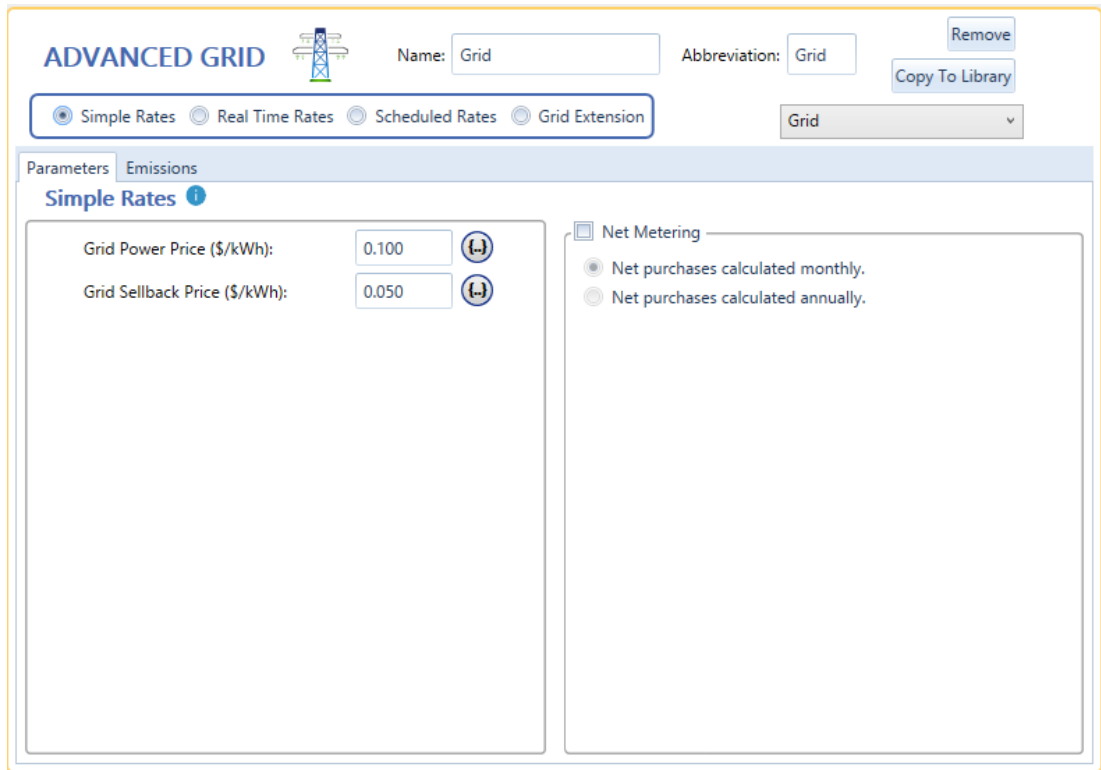 ADVANCED GRID
Name: Grid
Abbreviation: Grid
Remove
Copy To Library
Simple Rates Real Time Rates Scheduled Rates Grid Extension
Grid
Parameters Emissions
Simple Rates i
Grid Power Price ($/kWh): 0.100 {..}
Grid Sellback Price ($/kWh): 0.050 {..}
Net Metering
Net purchases calculated monthly.
Net purchases calculated annually.